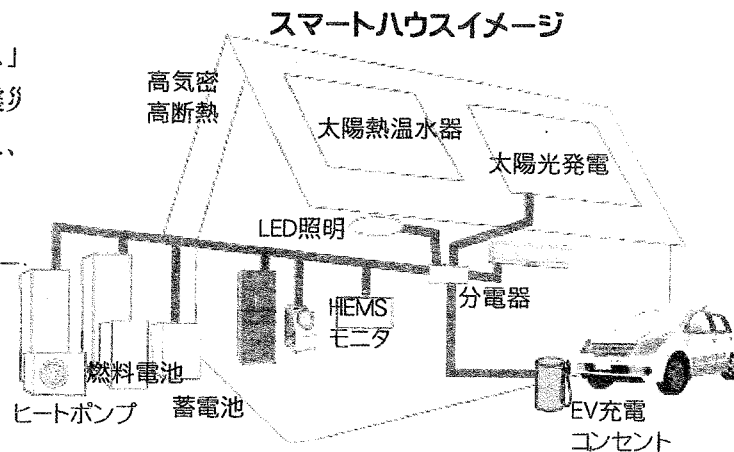 スマートハウスイメージ
高気密
高断熱
太陽熱温水器
太陽光発電
LED照明
分電器
HEMS
モニタ
燃料電池
ヒートポンプ
蓄電池
EV充電
コンセント